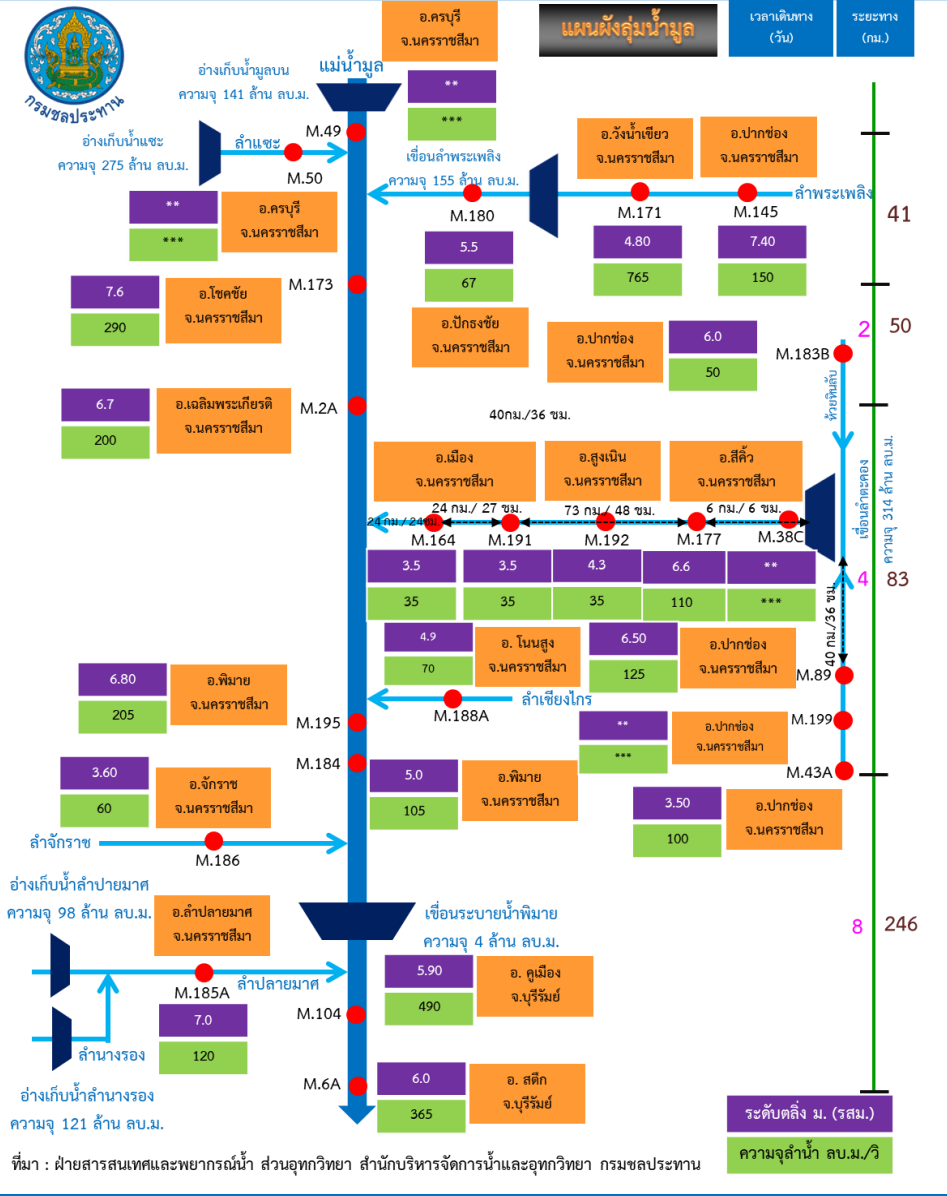 กรมชลประทาน
แผนผังลุ่มน้ำมูล
เวลาเดินทาง
(วัน)
ระยะทาง
(กม.)
อ.ครบุรี
จ.นครราชสีมา
**
***
แม่น้ำมูล
อ่างเก็บน้ำมูลบน
ความจุ 141 ล้าน ลบ.ม.
M.49
อ่างเก็บน้ำแซะ
ความจุ 275 ล้าน ลบ.ม.
ลำแซะ
M.50
**
***
อ.ครบุรี
จ.นครราชสีมา
เขื่อนลำพระเพลิง
ความจุ 155 ล้าน ลบ.ม.
อ.วังน้ำเขียว
จ.นครราชสีมา
อ.ปากช่อง
จ.นครราชสีมา
ลำพระเพลิง
M.180
M.171
M.145
5.5
67
4.80
765
7.40
150
41
M.173
7.6
290
อ.โชคชัย
จ.นครราชสีมา
อ.ปักธงชัย
จ.นครราชสีมา
อ.ปากช่อง
จ.นครราชสีมา
6.0
50
M.183B
2
50
ห้วยหินลับ
6.7
200
อ.เฉลิมพระเกียรติ
จ.นครราชสีมา
M.2A
40กม./36 ชม.
อ.เมือง
จ.นครราชสีมา
อ.สูงเนิน
จ.นครราชสีมา
อ.สีคิ้ว
จ.นครราชสีมา
เขื่อนลำตะคอง
ความจุ 314 ล้าน ลบ.ม.
24 กม./ 24ชม
24 กม./ 27 ชม.
73 กม./ 48 ชม.
6 กม./ 6 ชม.
M.164
M.191
M.192
M.177
M.38C
3.5
3.5
4.3
6.6
**
35
35
35
110
***
4
83
40 กม./36 ชม.
4.9
70
อ. โนนสูง
จ.นครราชสีมา
6.50
125
อ.ปากช่อง
จ.นครราชสีมา
M.89
6.80
205
อ.พิมาย
จ.นครราชสีมา
M.195
M.188A
ลำเชียงไกร
**
***
อ.ปากช่อง
จ.นครราชสีมา
M.199
M.184
M.43A
3.60
60
อ.จักราช
จ.นครราชสีมา
5.0
105
อ.พิมาย
จ.นครราชสีมา
3.50
100
อ.ปากช่อง
จ.นครราชสีมา
ลำจักราช
M.186
อ่างเก็บน้ำลำปายมาศ
ความจุ 98 ล้าน ลบ.ม.
อ.ลำปลายมาศ
จ.นครราชสีมา
เขื่อนระบายน้ำพิมาย
ความจุ 4 ล้าน ลบ.ม.
8
246
M.185A
ลำปลายมาศ
7.0
120
ลำนางรอง
M.104
5.90
490
อ. คูเมือง
จ.บุรีรัมย์
อ่างเก็บน้ำลำนางรอง
ความจุ 121 ล้าน ลบ.ม.
M.6A
6.0
365
อ. สตึก
จ.บุรีรัมย์
ระดับตลิ่ง ม. (รสม.)
ความจุลำน้ำ ลบ.ม./วิ
ที่มา : ฝ่ายสารสนเทศและพยากรณ์น้ำ ส่วนอุทกวิทยา สำนักบริหารจัดการน้ำและอุทกวิทยา กรมชลประทาน